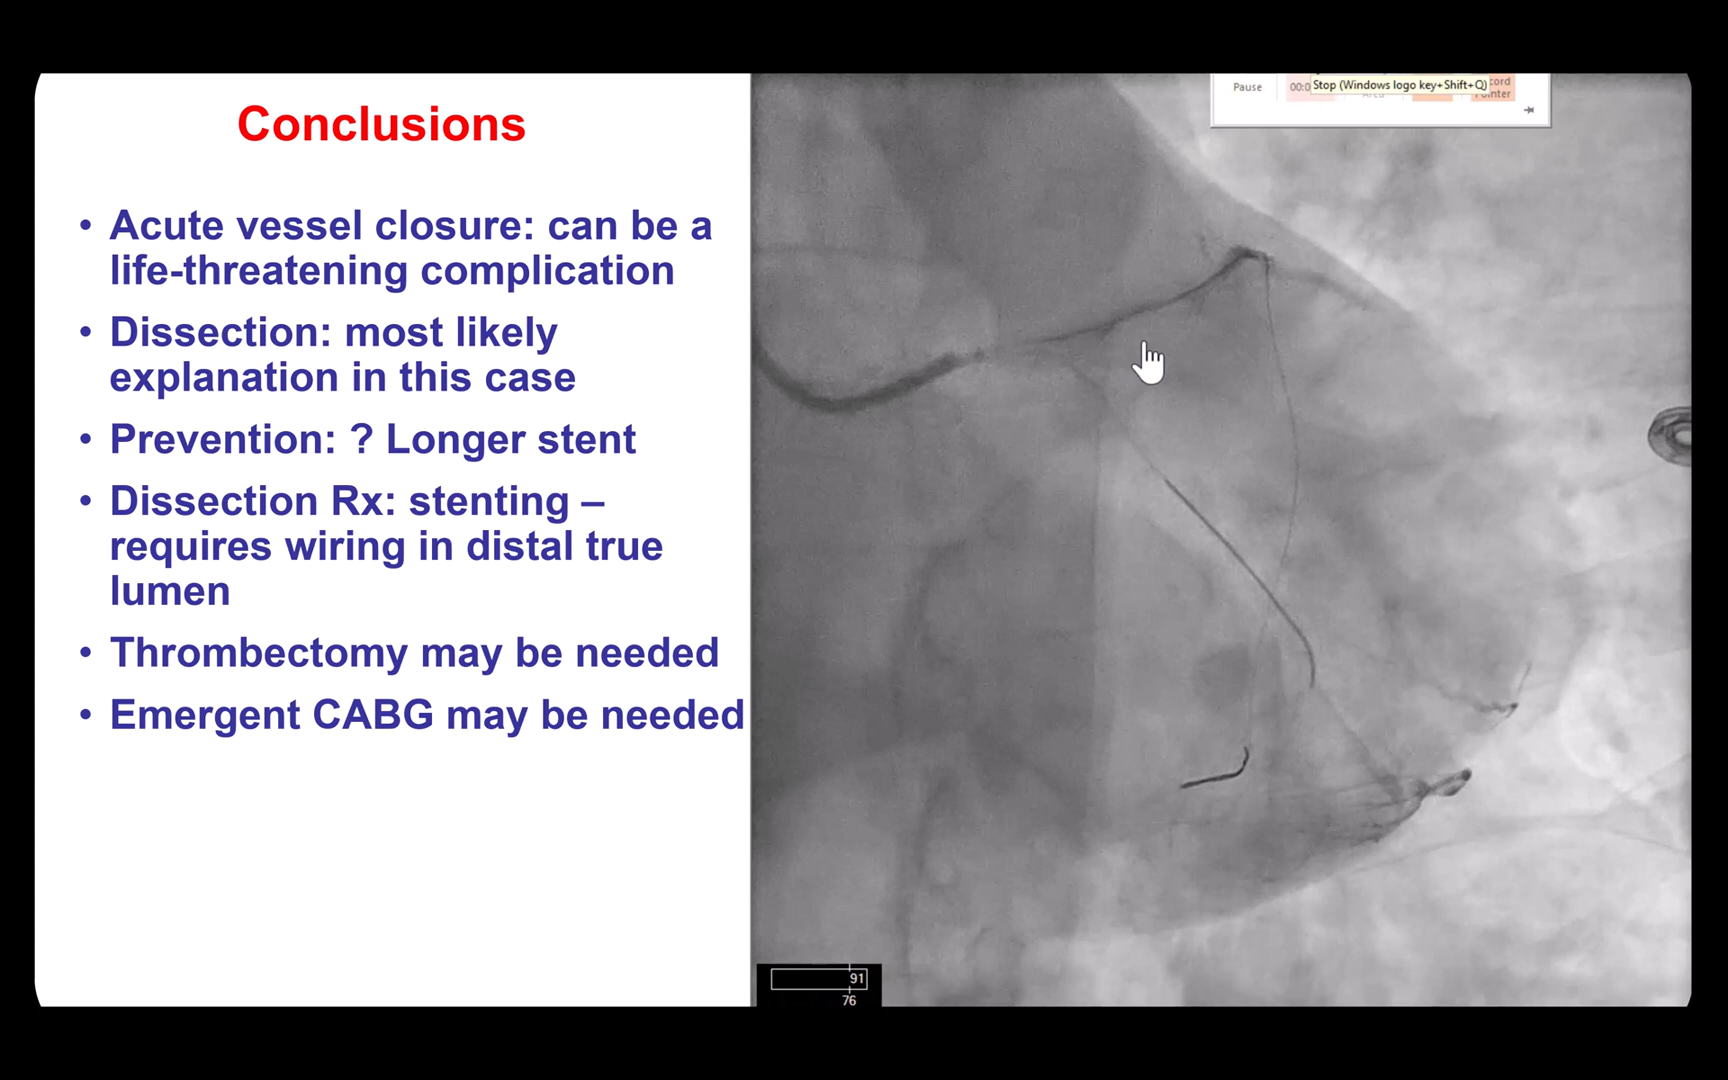 Conclusions
• Acute vessel closure: can be a
life-threatening complication
• Dissection: most likely
explanation in this case
• Prevention: ? Longer stent
• Dissection Rx: stenting –
requires wiring in distal true
lumen
• Thrombectomy may be needed
• Emergent CABG may be needed
Pause
Stop (Windows logo key+Shift+Q)
91
76